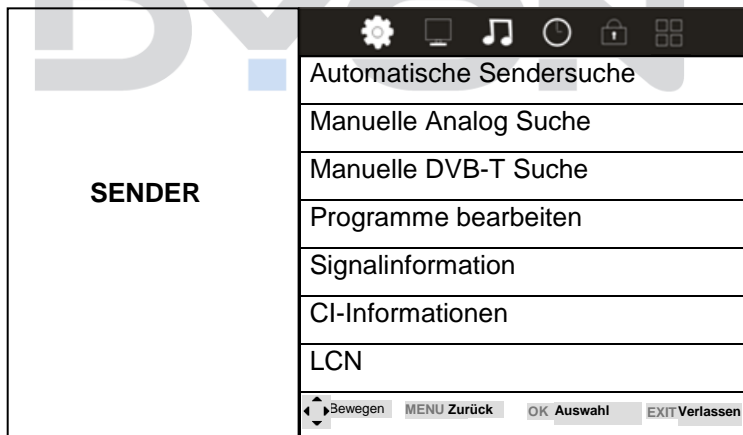 DYON
SENDER
Automatische Sendersuche
Manuelle Analog Suche
Manuelle DVB-T Suche
Programme bearbeiten
Signalinformation
CI-Informationen
LCN
Bewegen MENU Zurück OK Auswahl EXIT Verlassen